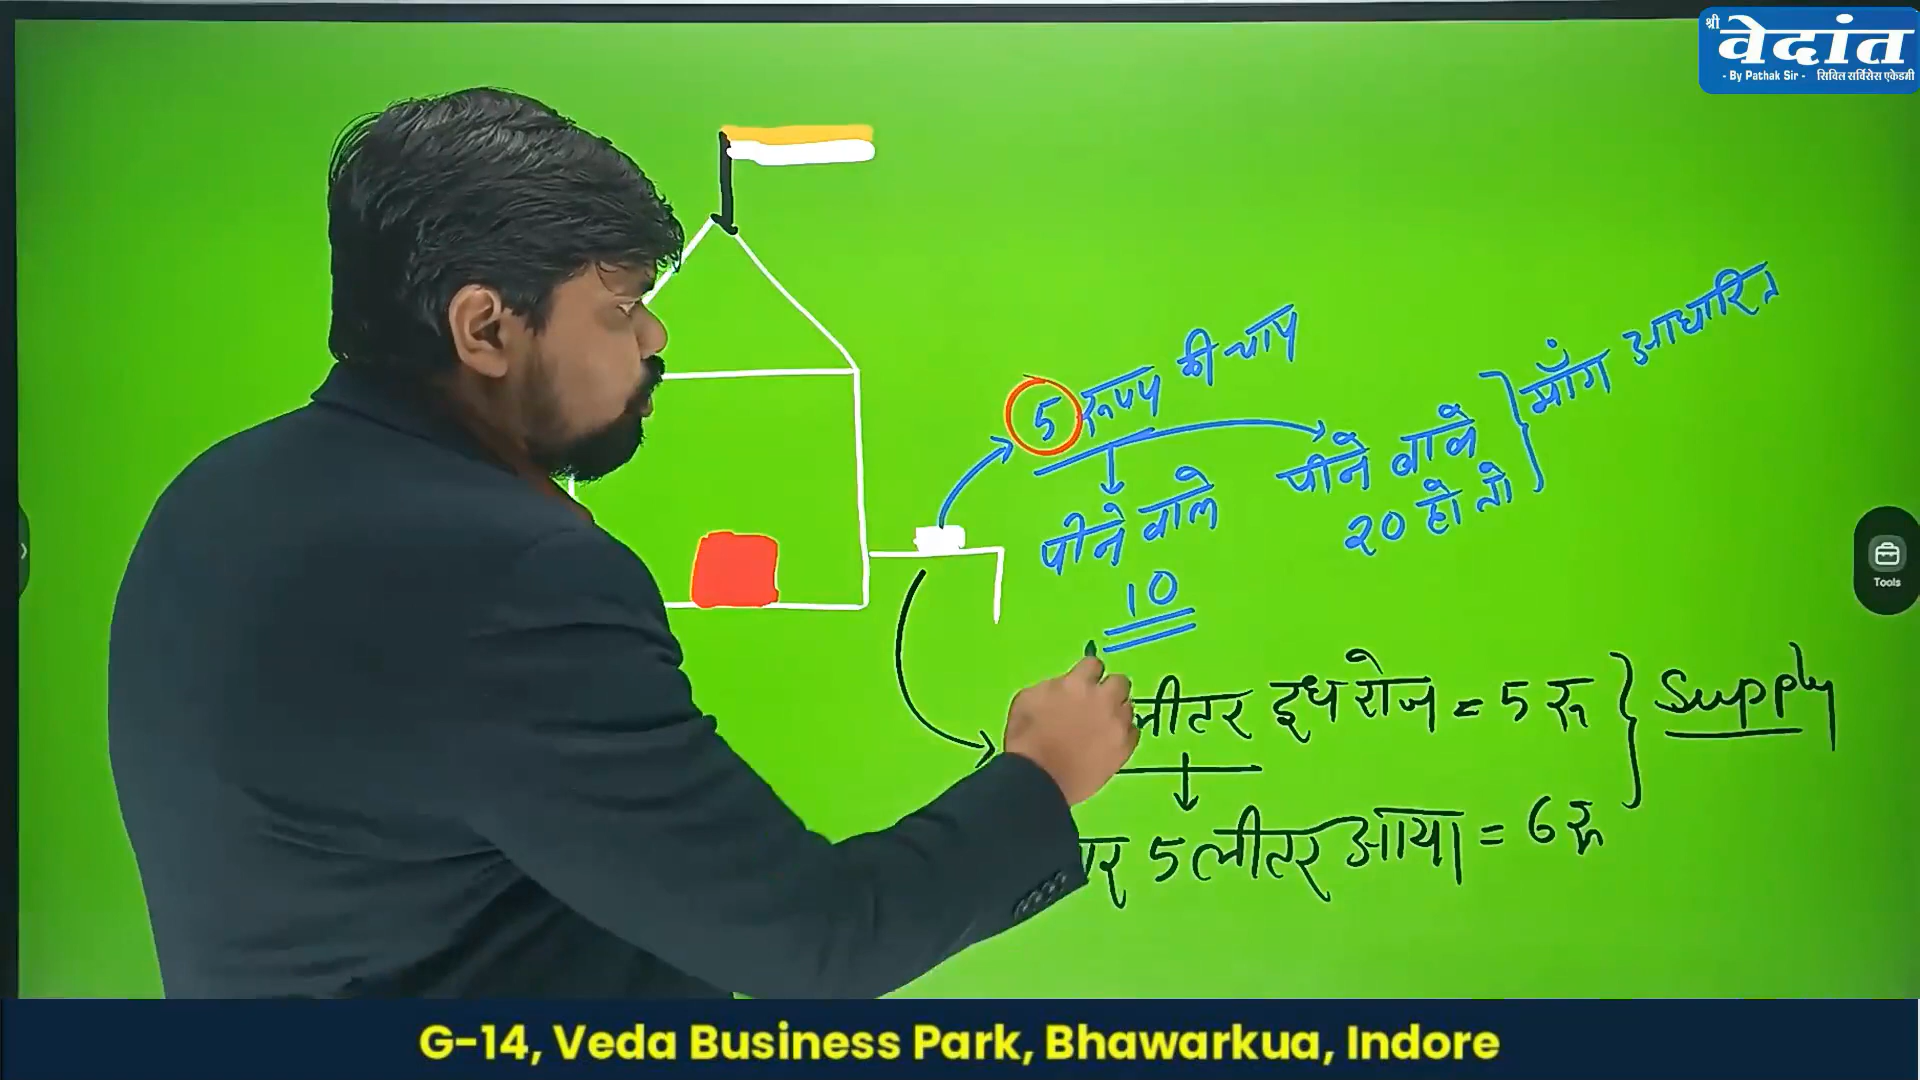 श्री
वेदांत
- By Pathak Sir - सिविल सर्विसेस एकेडमी
5 रूपय की चाय
पीने वाले
10
पीने वाले
20 हो तो
माँग आधारित
लीटर दूध रोज = 5 रु
Supply
5 लीटर आया = 6 रु
Tools
G-14, Veda Business Park, Bhawarkua, Indore